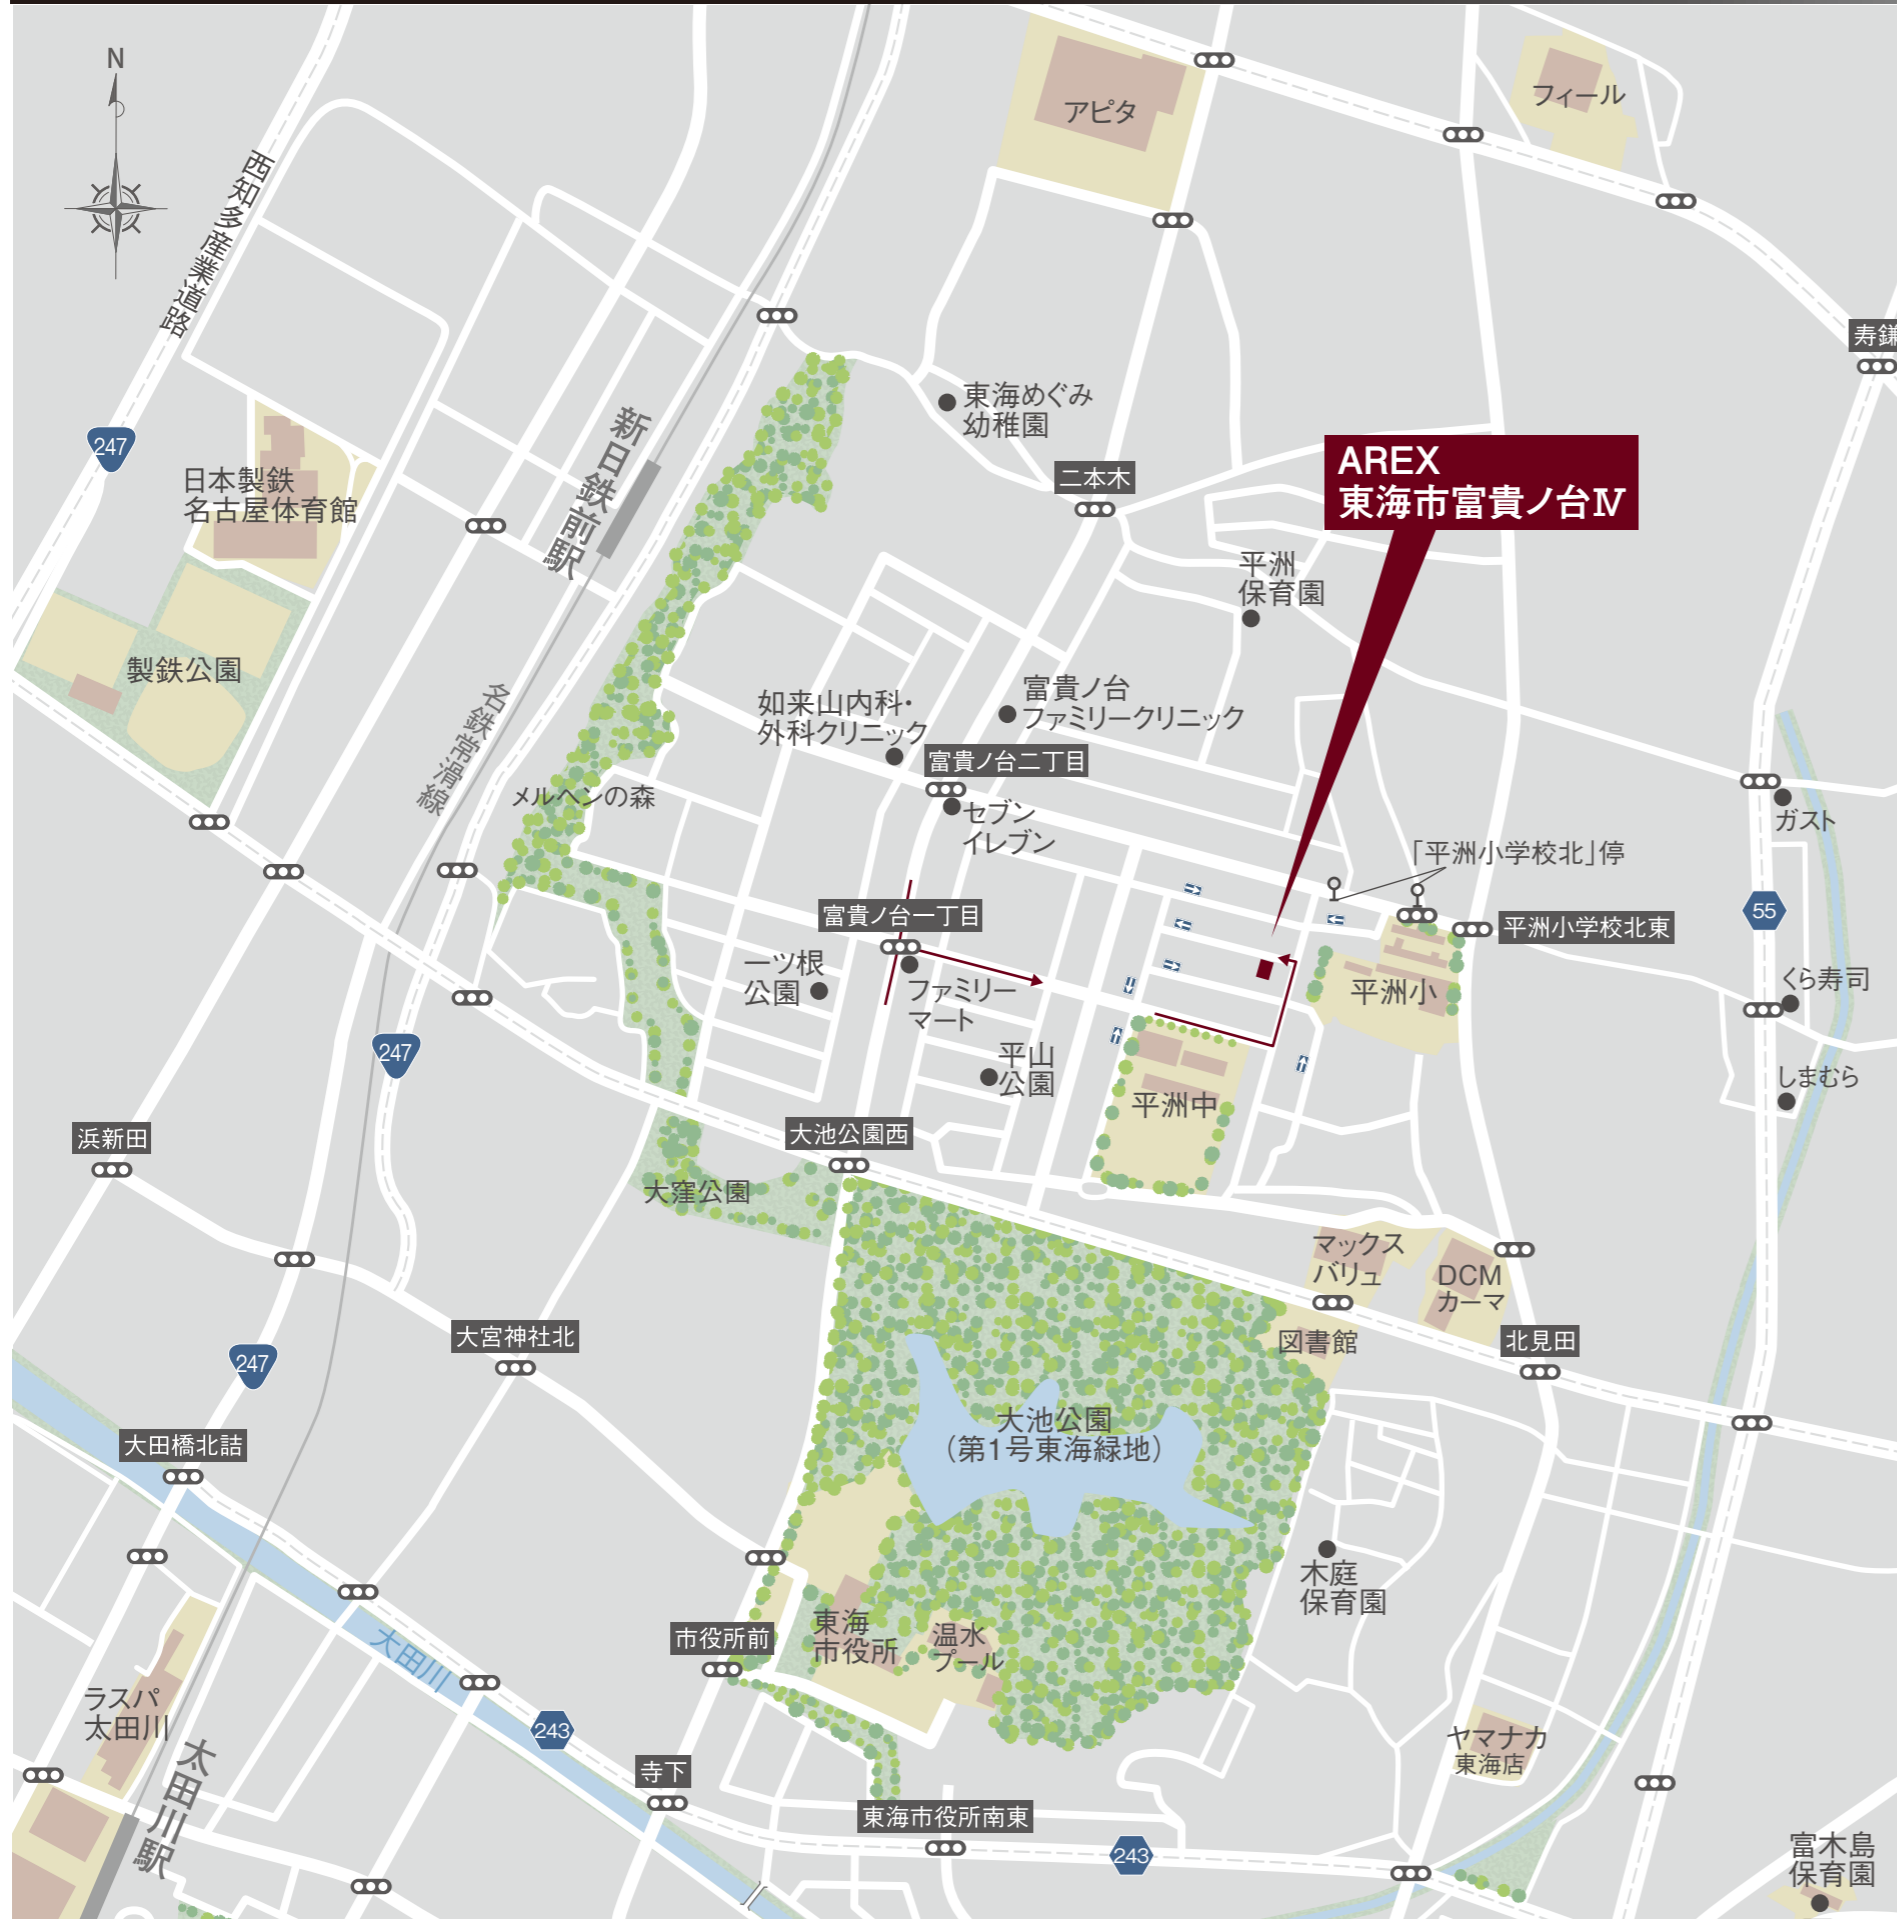 N
アピタ
フィール
西知多産業道路
寿鎌
東海めぐみ
幼稚園
新日鉄前駅
247
二本木
AREX
東海市富貴ノ台Ⅳ
日本製鉄
名古屋体育館
平洲
保育園
製鉄公園
名鉄常滑線
如来山内科・
外科クリニック
富貴ノ台
ファミリークリニック
富貴ノ台二丁目
メルヘンの森
セブン
イレブン
ガスト
「平洲小学校北」停
富貴ノ台一丁目
55
平洲小学校北東
一ツ根
公園
ファミリー
マート
平洲小
くら寿司
247
平山
公園
しまむら
平洲中
浜新田
大池公園西
大窪公園
マックス
バリュ
DCM
カーマ
大宮神社北
図書館
北見田
247
大池公園
（第1号東海緑地）
大田橋北詰
木庭
保育園
東海
市役所
温水
プール
市役所前
大田川
ラスパ
太田川
243
ヤマナカ
東海店
太田川駅
寺下
東海市役所南東
243
富木島
保育園